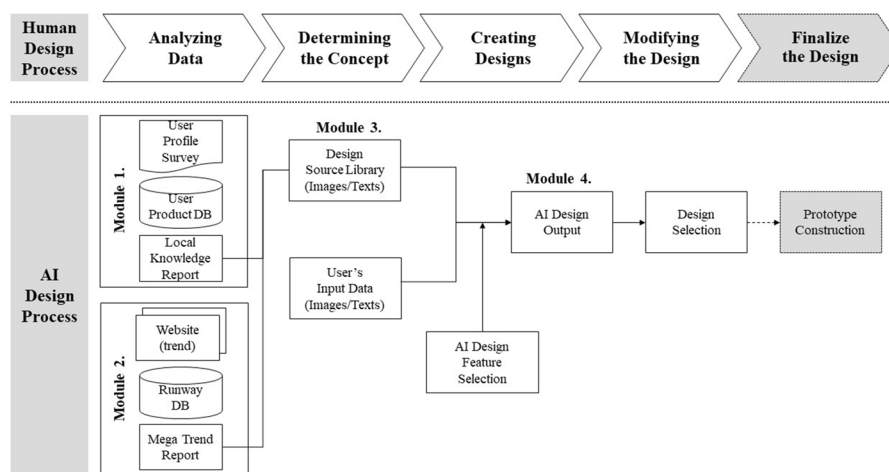 Human
Design
Process
Analyzing
Data
Determining
the Concept
Creating
Designs
Modifying
the Design
Finalize
the Design
AI
Design
Process
Module 1.
User
Profile
Survey
User
Product DB
Local
Knowledge
Report
Module 2.
Website
(trend)
Runway
DB
Mega Trend
Report
Module 3.
Design
Source Library
(Images/Texts)
User's
Input Data
(Images/Texts)
AI Design
Feature
Selection
Module 4.
AI Design
Output
Design
Selection
Prototype
Construction